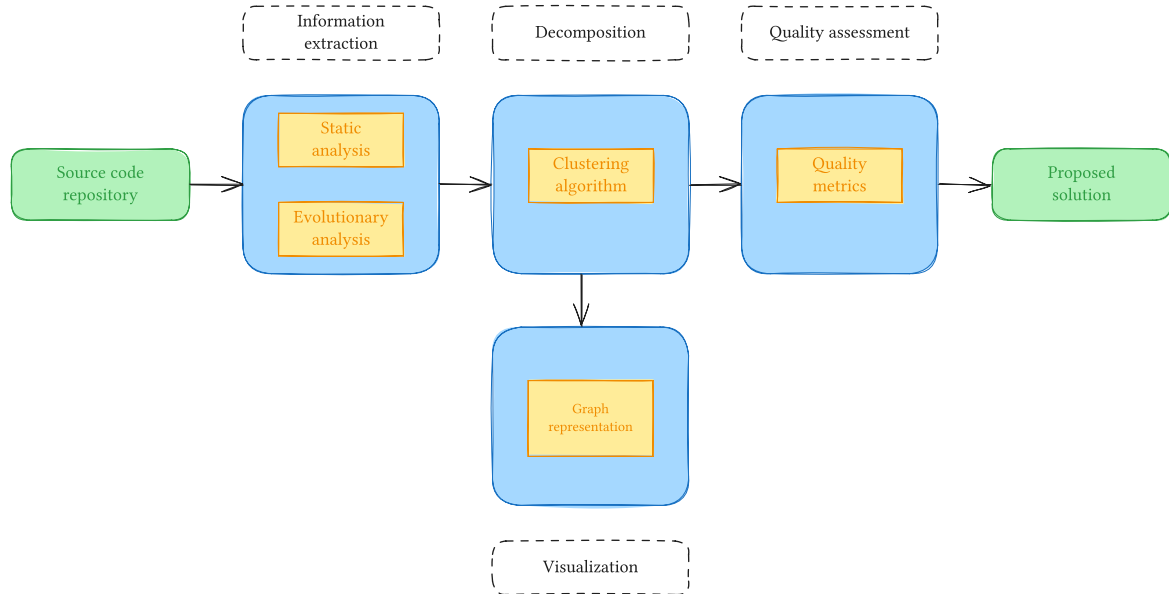 Information
extraction
Decomposition
Quality assessment
Static
analysis
Evolutionary
analysis
Source code
repository
Clustering
algorithm
Quality
metrics
Proposed
solution
Graph
representation
Visualization